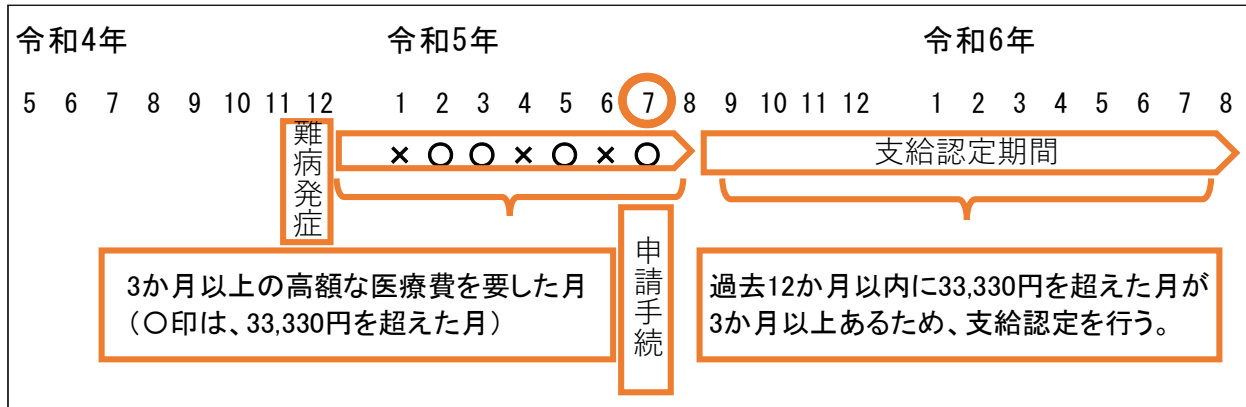 令和4年 令和5年 令和6年
5 6 7 8 9 10 11 12 1 2 3 4 5 6 7 8 9 10 11 12 1 2 3 4 5 6 7 8
難病発症
× ○ ○ × ○ × ○
支給認定期間
3か月以上の高額な医療費を要した月
（○印は、33,330円を超えた月）
申請手続
過去12か月以内に33,330円を超えた月が
3か月以上あるため、支給認定を行う。